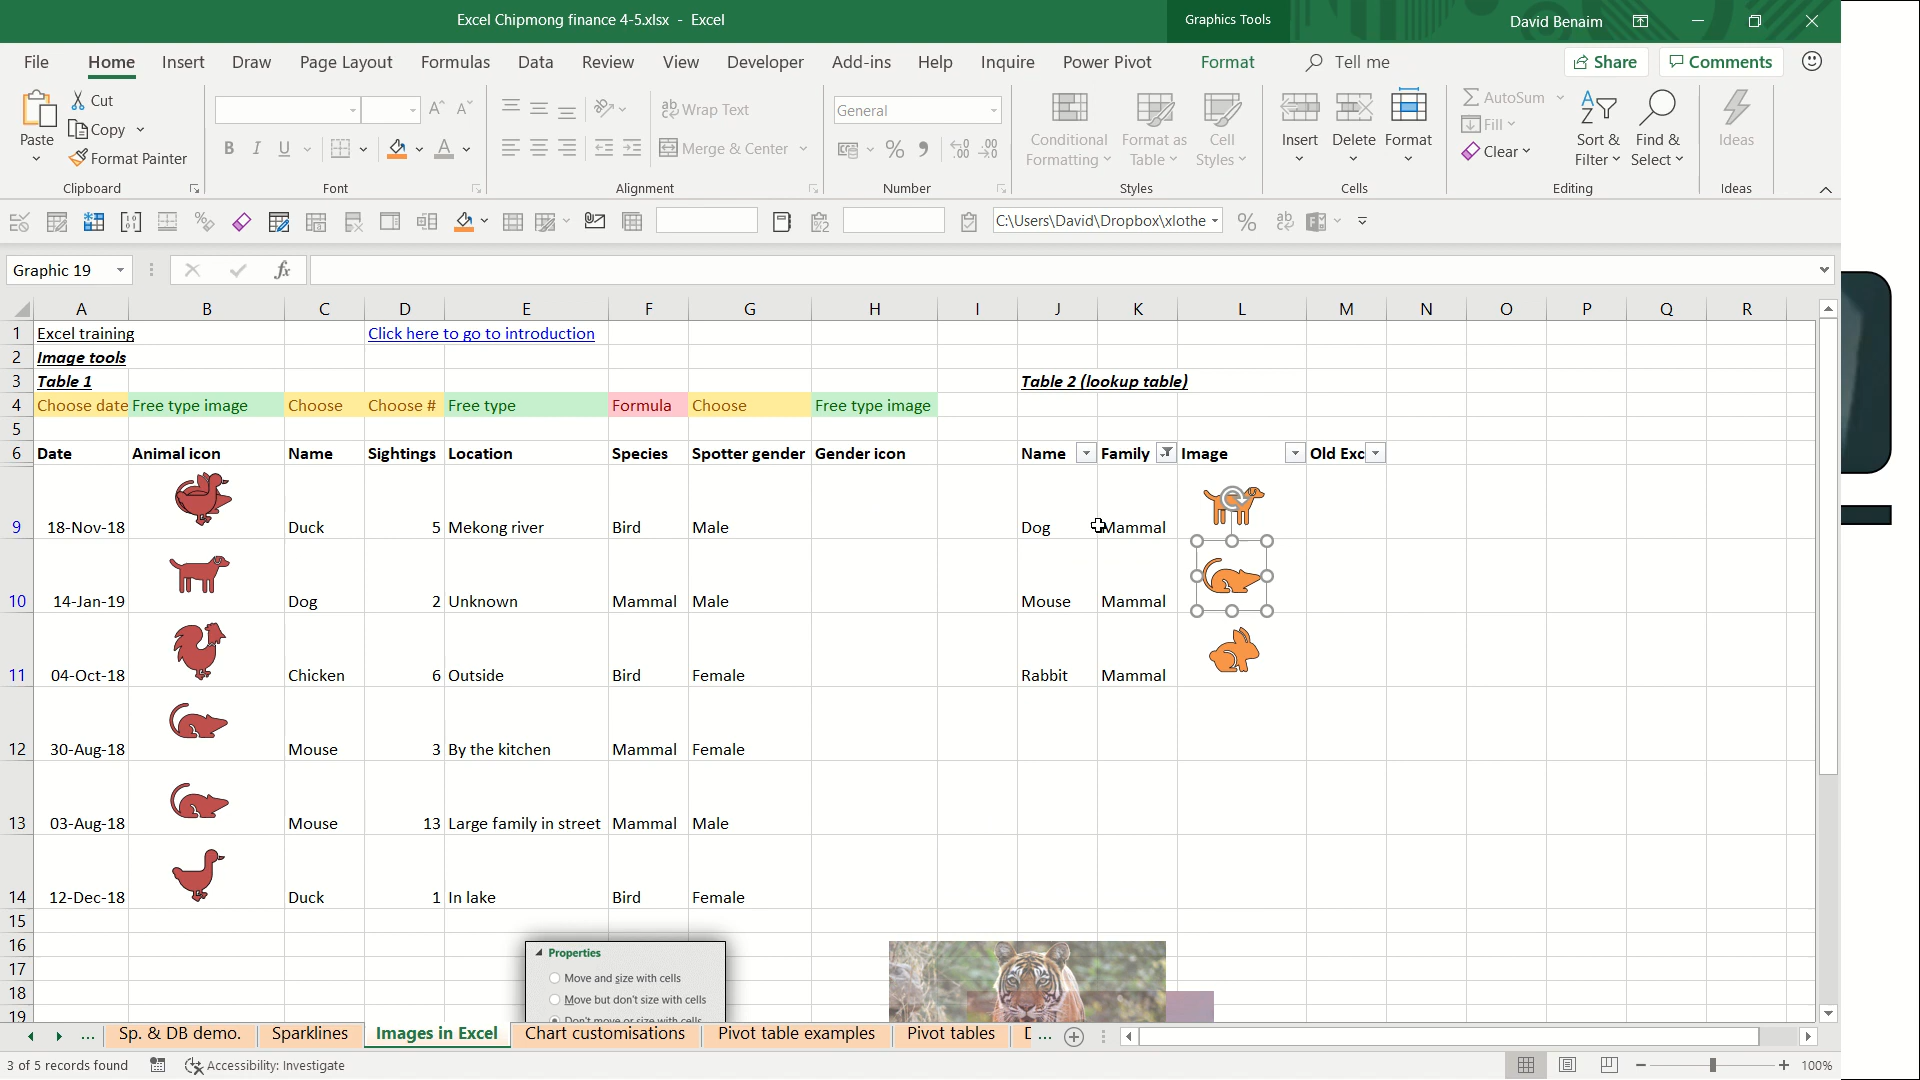 Excel Chipmong finance 4-5.xlsx - Excel
Graphics Tools
David Benaim
File Home Insert Draw Page Layout Formulas Data Review View Developer Add-ins Help Inquire Power Pivot Format Tell me Share Comments
Paste
Cut
Copy
Format Painter
Clipboard
B I U
A
Font
Wrap Text
Merge & Center
Alignment
General
Number
Conditional Formatting
Format as Table
Cell Styles
Styles
Insert Delete Format
Cells
AutoSum
Fill
Clear
Sort & Filter
Find & Select
Editing
Ideas
Ideas
C:\Users\David\Dropbox\xlothe
Graphic 19
fx
A B C D E F G H I J K L M N O P Q R
1 Excel training Click here to go to introduction
2 Image tools
3 Table 1 Table 2 (lookup table)
4 Choose date Free type image Choose Choose # Free type Formula Choose Free type image
5
6 Date Animal icon Name Sightings Location Species Spotter gender Gender icon Name Family Image Old Exc
9 18-Nov-18 Duck 5 Mekong river Bird Male Dog Mammal
10 14-Jan-19 Dog 2 Unknown Mammal Male Mouse Mammal
11 04-Oct-18 Chicken 6 Outside Bird Female Rabbit Mammal
12 30-Aug-18 Mouse 3 By the kitchen Mammal Female
13 03-Aug-18 Mouse 13 Large family in street Mammal Male
14 12-Dec-18 Duck 1 In lake Bird Female
15
16
17
18
19
Properties
Move and size with cells
Move but don't size with cells
Don't move or size with cells
... Sp. & DB demo. Sparklines Images in Excel Chart customisations Pivot table examples Pivot tables ...
3 of 5 records found Accessibility: Investigate 100%